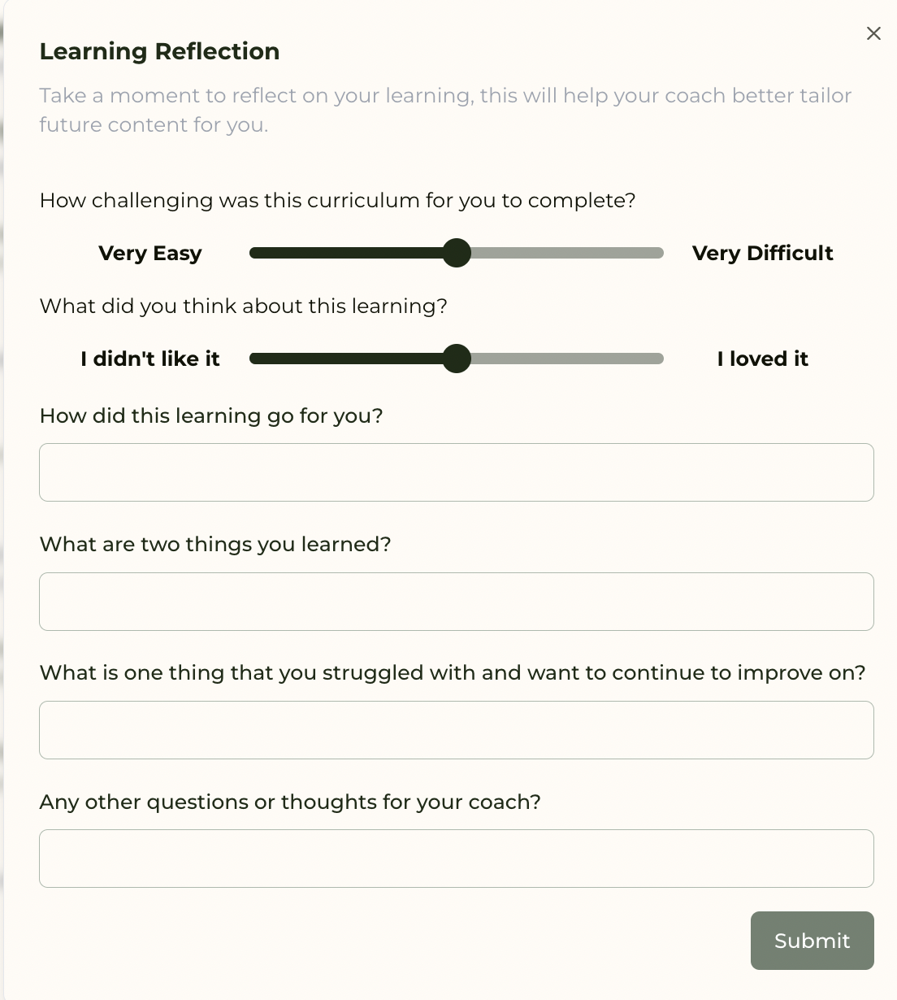 Learning Reflection
Take a moment to reflect on your learning, this will help your coach better tailor
future content for you.
How challenging was this curriculum for you to complete?
Very Easy Very Difficult
What did you think about this learning?
I didn't like it I loved it
How did this learning go for you?
What are two things you learned?
What is one thing that you struggled with and want to continue to improve on?
Any other questions or thoughts for your coach?
Submit